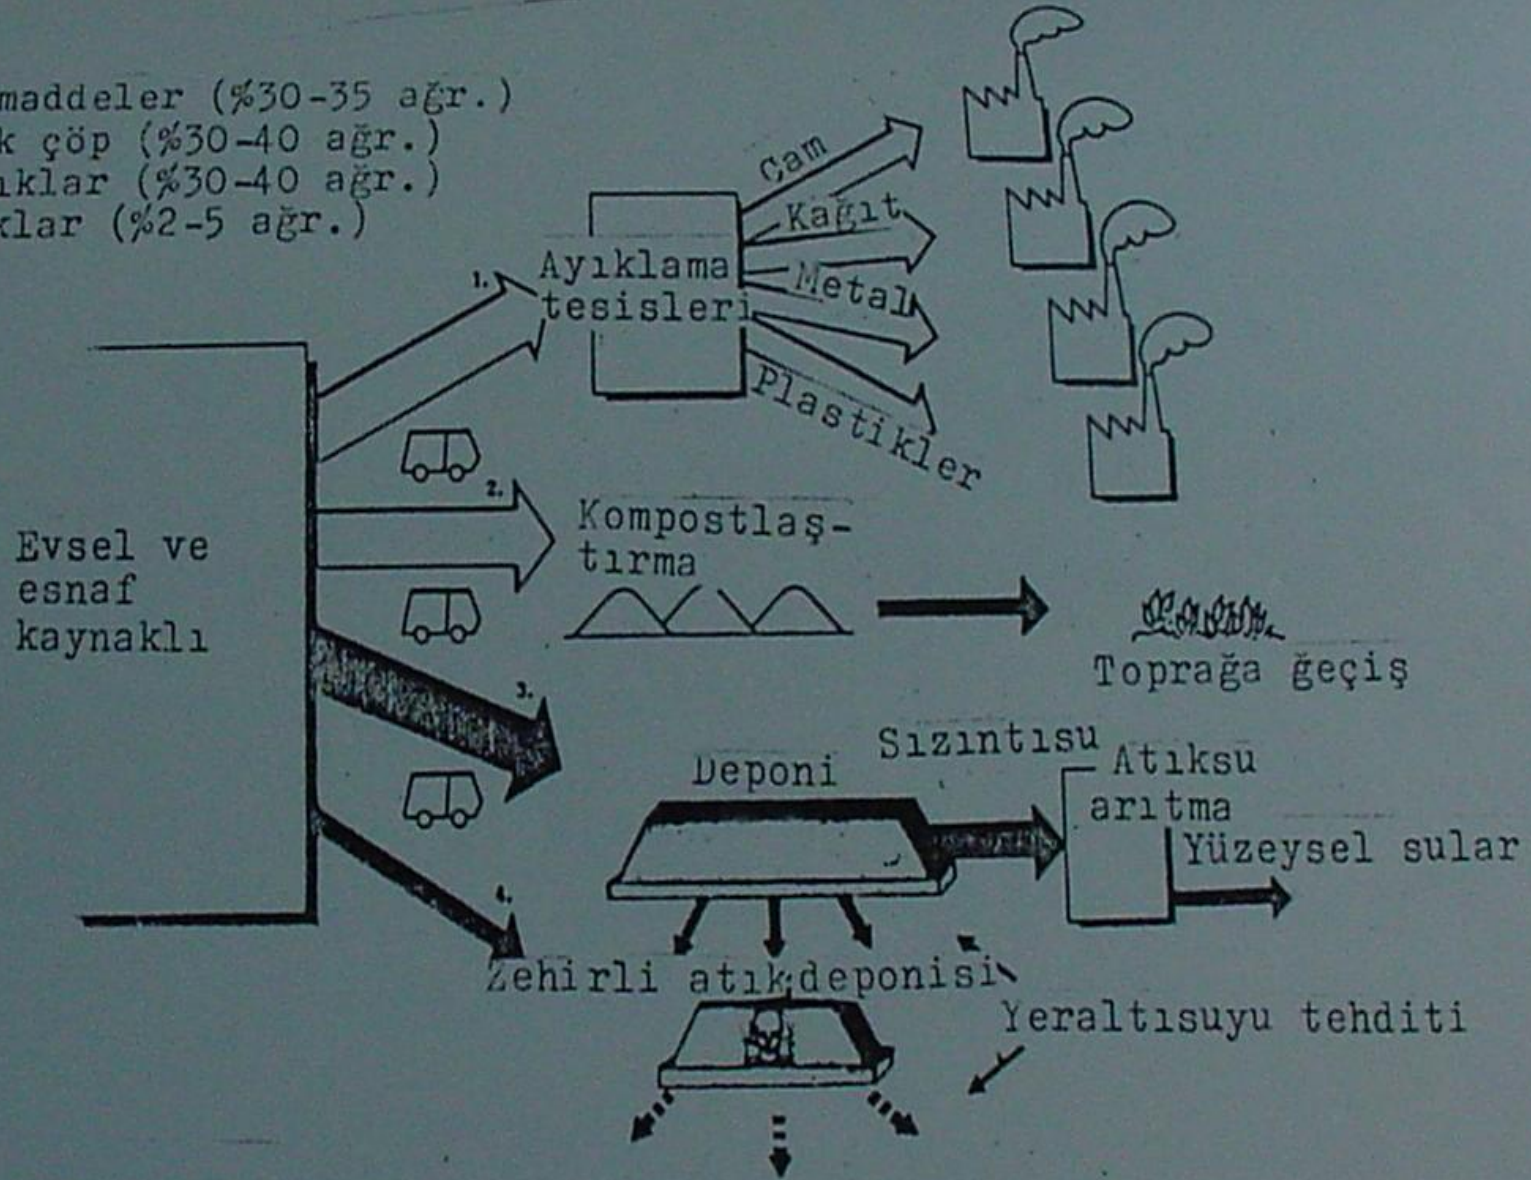 maddeler (%30-35 ağr.)
k çöp (%30-40 ağr.)
ıklar (%30-40 ağr.)
klar (%2-5 ağr.)
Cam
Kağıt
Metal
Plastikler
1.
Ayıklama
tesisleri
2.
Kompostlaş-
tırma
Evsel ve
esnaf
kaynaklı
Toprağa geçiş
3.
Deponi
Sızıntısu
Atıksu
arıtma
Yüzeysel sular
4.
Zehirli atık deponisi
Yeraltısuyu tehditi